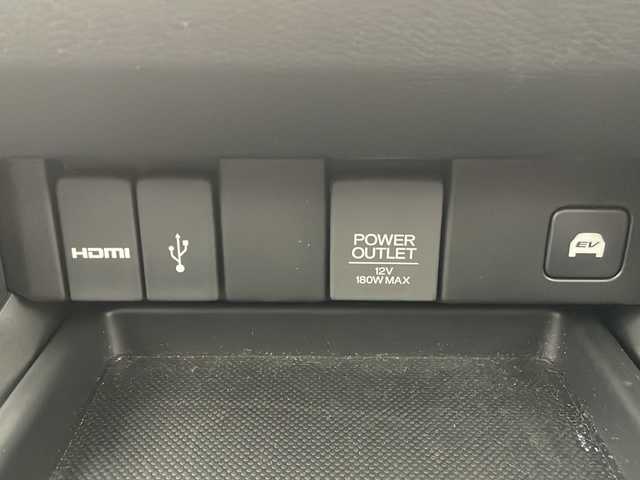 HDMI
POWER
OUTLET
12V
180W MAX
EV